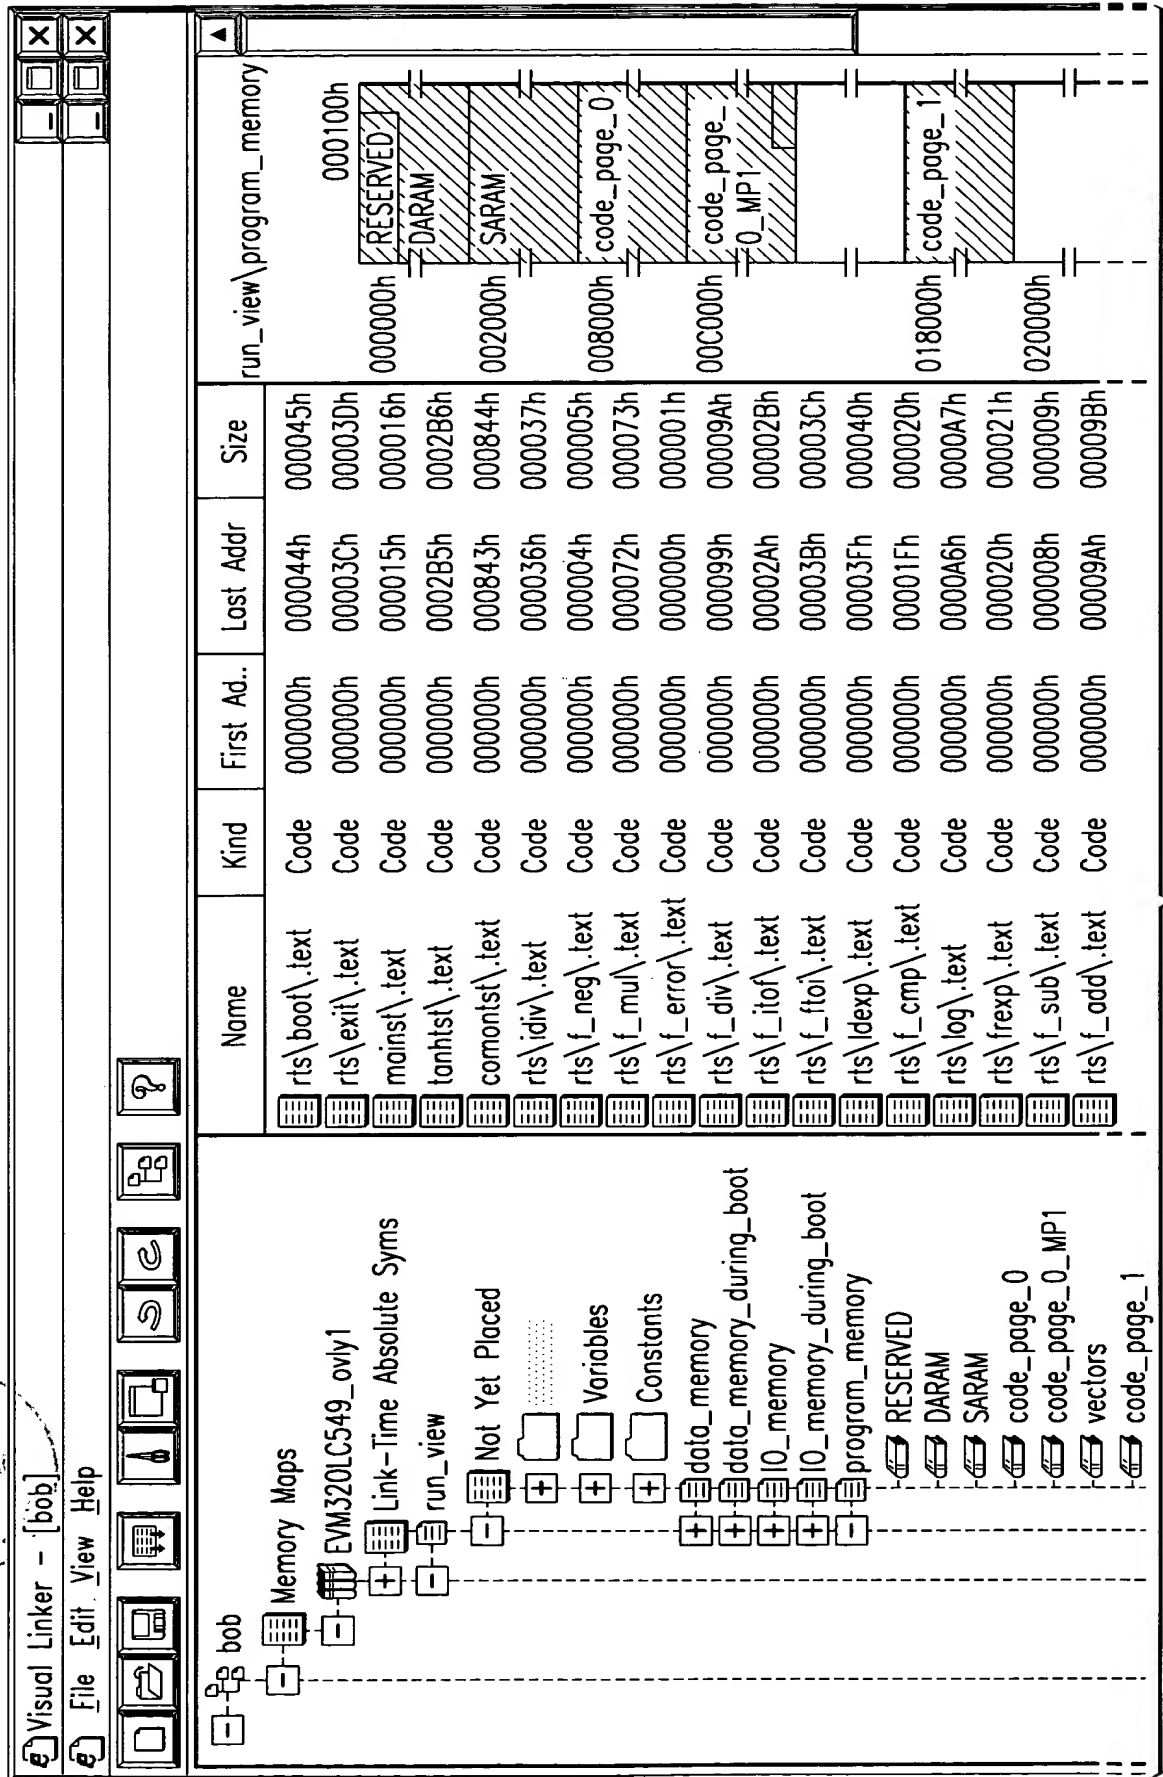 Visual Linker - [bob]
File Edit View Help
bob
Memory Maps
EVM320LC549_ovly1
Link-Time Absolute Syms
run_view
Not Yet Placed
Variables
Constants
data_memory
data_memory_during_boot
IO_memory
IO_memory_during_boot
program_memory
RESERVED
DARAM
SARAM
code_page_0
code_page_0_MP1
vectors
code_page_1
Name Kind First Ad.. Last Addr Size
rts\boot\.text Code 000000h 000044h 000045h
rts\exit\.text Code 000000h 00003Ch 00003Dh
mainst\.text Code 000000h 000015h 000016h
tanhtst\.text Code 000000h 0002B5h 0002B6h
comontst\.text Code 000000h 000843h 000844h
rts\idiv\.text Code 000000h 000036h 000037h
rts\f_neg\.text Code 000000h 000004h 000005h
rts\f_mul\.text Code 000000h 000072h 000073h
rts\f_error\.text Code 000000h 000000h 000001h
rts\f_div\.text Code 000000h 000099h 00009Ah
rts\f_itof\.text Code 000000h 00002Ah 00002Bh
rts\f_ftoi\.text Code 000000h 00003Bh 00003Ch
rts\ldexp\.text Code 000000h 00003Fh 000040h
rts\f_cmp\.text Code 000000h 00001Fh 000020h
rts\log\.text Code 000000h 0000A6h 0000A7h
rts\frexp\.text Code 000000h 000020h 000021h
rts\f_sub\.text Code 000000h 000008h 000009h
rts\f_add\.text Code 000000h 00009Ah 00009Bh
run_view\program_memory
000100h
000000h RESERVED
DARAM
002000h SARAM
008000h code_page_0
00C000h code_page_
0_MP1
018000h code_page_1
020000h